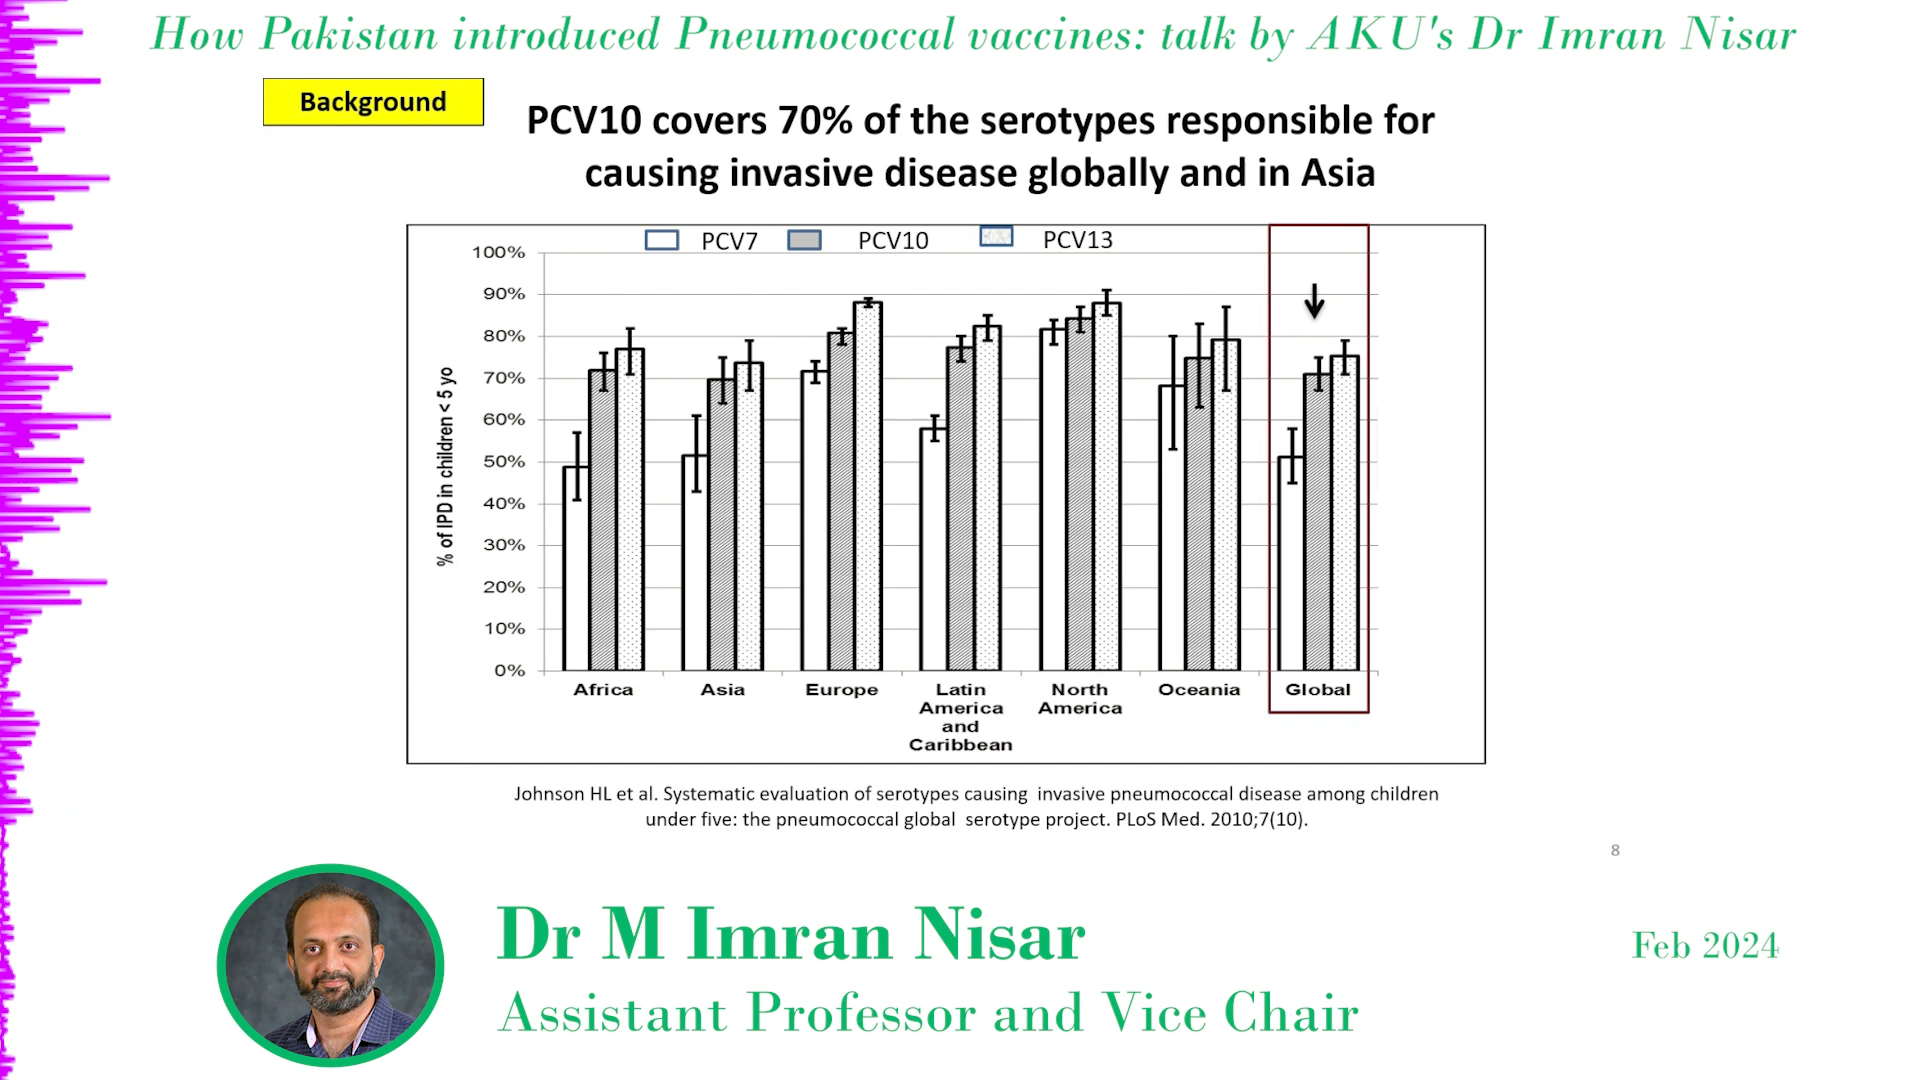 How Pakistan introduced Pneumococcal vaccines: talk by AKU's Dr Imran Nisar
Background
PCV10 covers 70% of the serotypes responsible for
causing invasive disease globally and in Asia
PCV7
PCV10
PCV13
100%
90%
80%
70%
60%
50%
40%
30%
20%
10%
0%
% of IPD in children < 5 yo
Africa
Asia
Europe
Latin
America
and
Caribbean
North
America
Oceania
Global
Johnson HL et al. Systematic evaluation of serotypes causing invasive pneumococcal disease among children
under five: the pneumococcal global serotype project. PLoS Med. 2010;7(10).
8
Dr M Imran Nisar
Feb 2024
Assistant Professor and Vice Chair